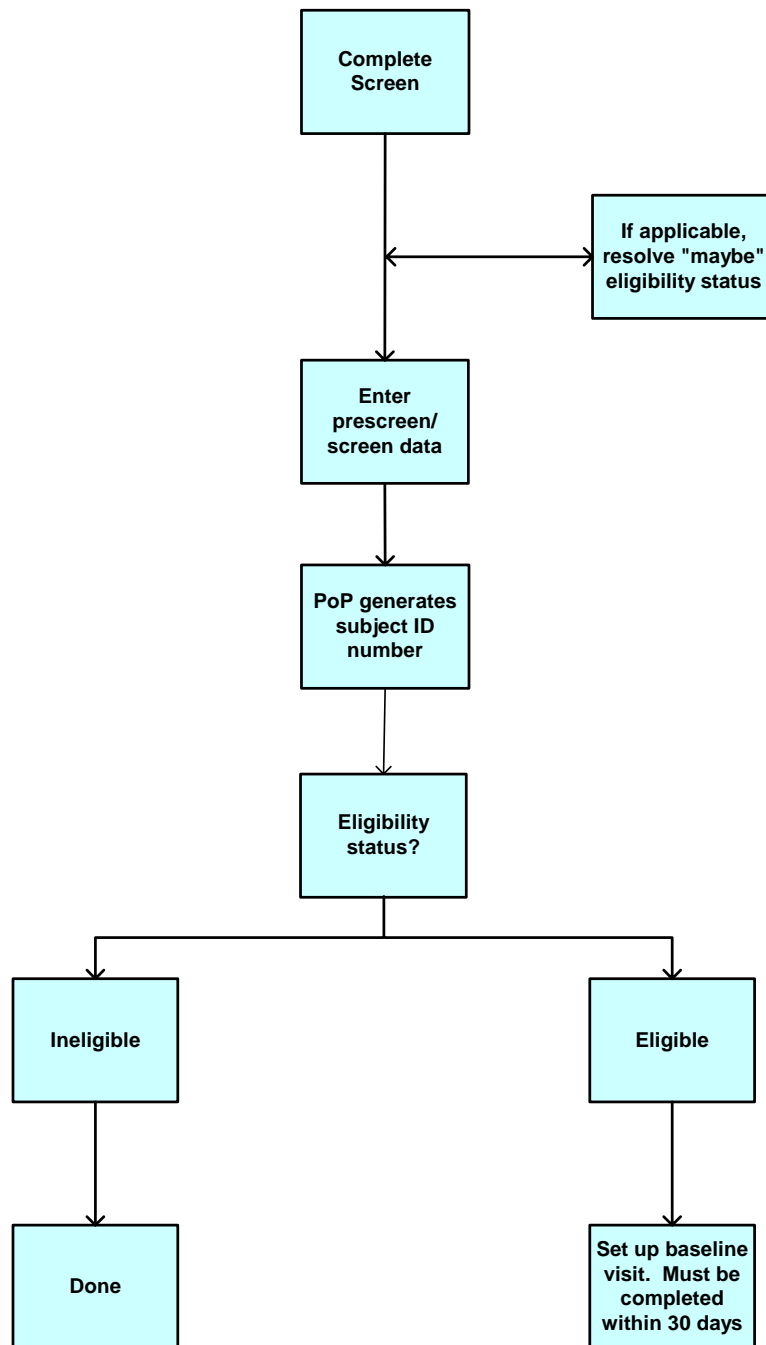 Complete
Screen
If applicable,
resolve "maybe"
eligibility status
Enter
prescreen/
screen data
PoP generates
subject ID
number
Eligibility
status?
Ineligible
Eligible
Done
Set up baseline
visit.  Must be
completed
within 30 days